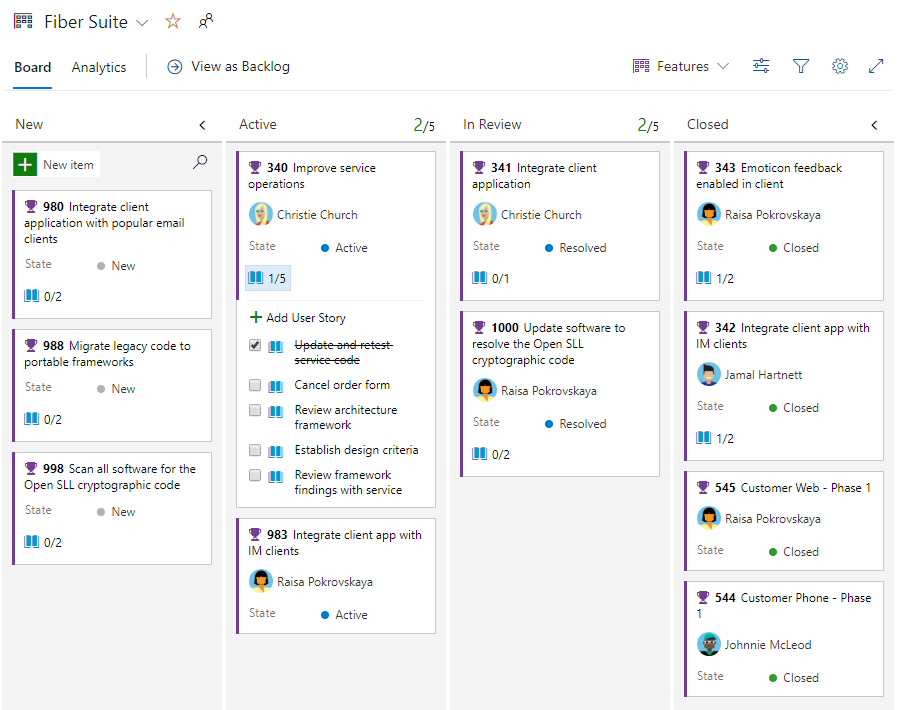 Fiber Suite
Board Analytics View as Backlog Features
New
New item
980 Integrate client
application with popular email
clients
State New
0/2
988 Migrate legacy code to
portable frameworks
State New
0/2
998 Scan all software for the
Open SLL cryptographic code
State New
0/2
Active 2/5
340 Improve service
operations
Christie Church
State Active
1/5
Add User Story
Update and retest
service code
Cancel order form
Review architecture
framework
Establish design criteria
Review framework
findings with service
983 Integrate client app with
IM clients
Raisa Pokrovskaya
State Active
In Review 2/5
341 Integrate client
application
Christie Church
State Resolved
0/1
1000 Update software to
resolve the Open SLL
cryptographic code
Raisa Pokrovskaya
State Resolved
0/2
Closed
343 Emoticon feedback
enabled in client
Raisa Pokrovskaya
State Closed
1/2
342 Integrate client app with
IM clients
Jamal Hartnett
State Closed
1/2
545 Customer Web - Phase 1
Raisa Pokrovskaya
State Closed
544 Customer Phone - Phase
1
Johnnie McLeod
State Closed